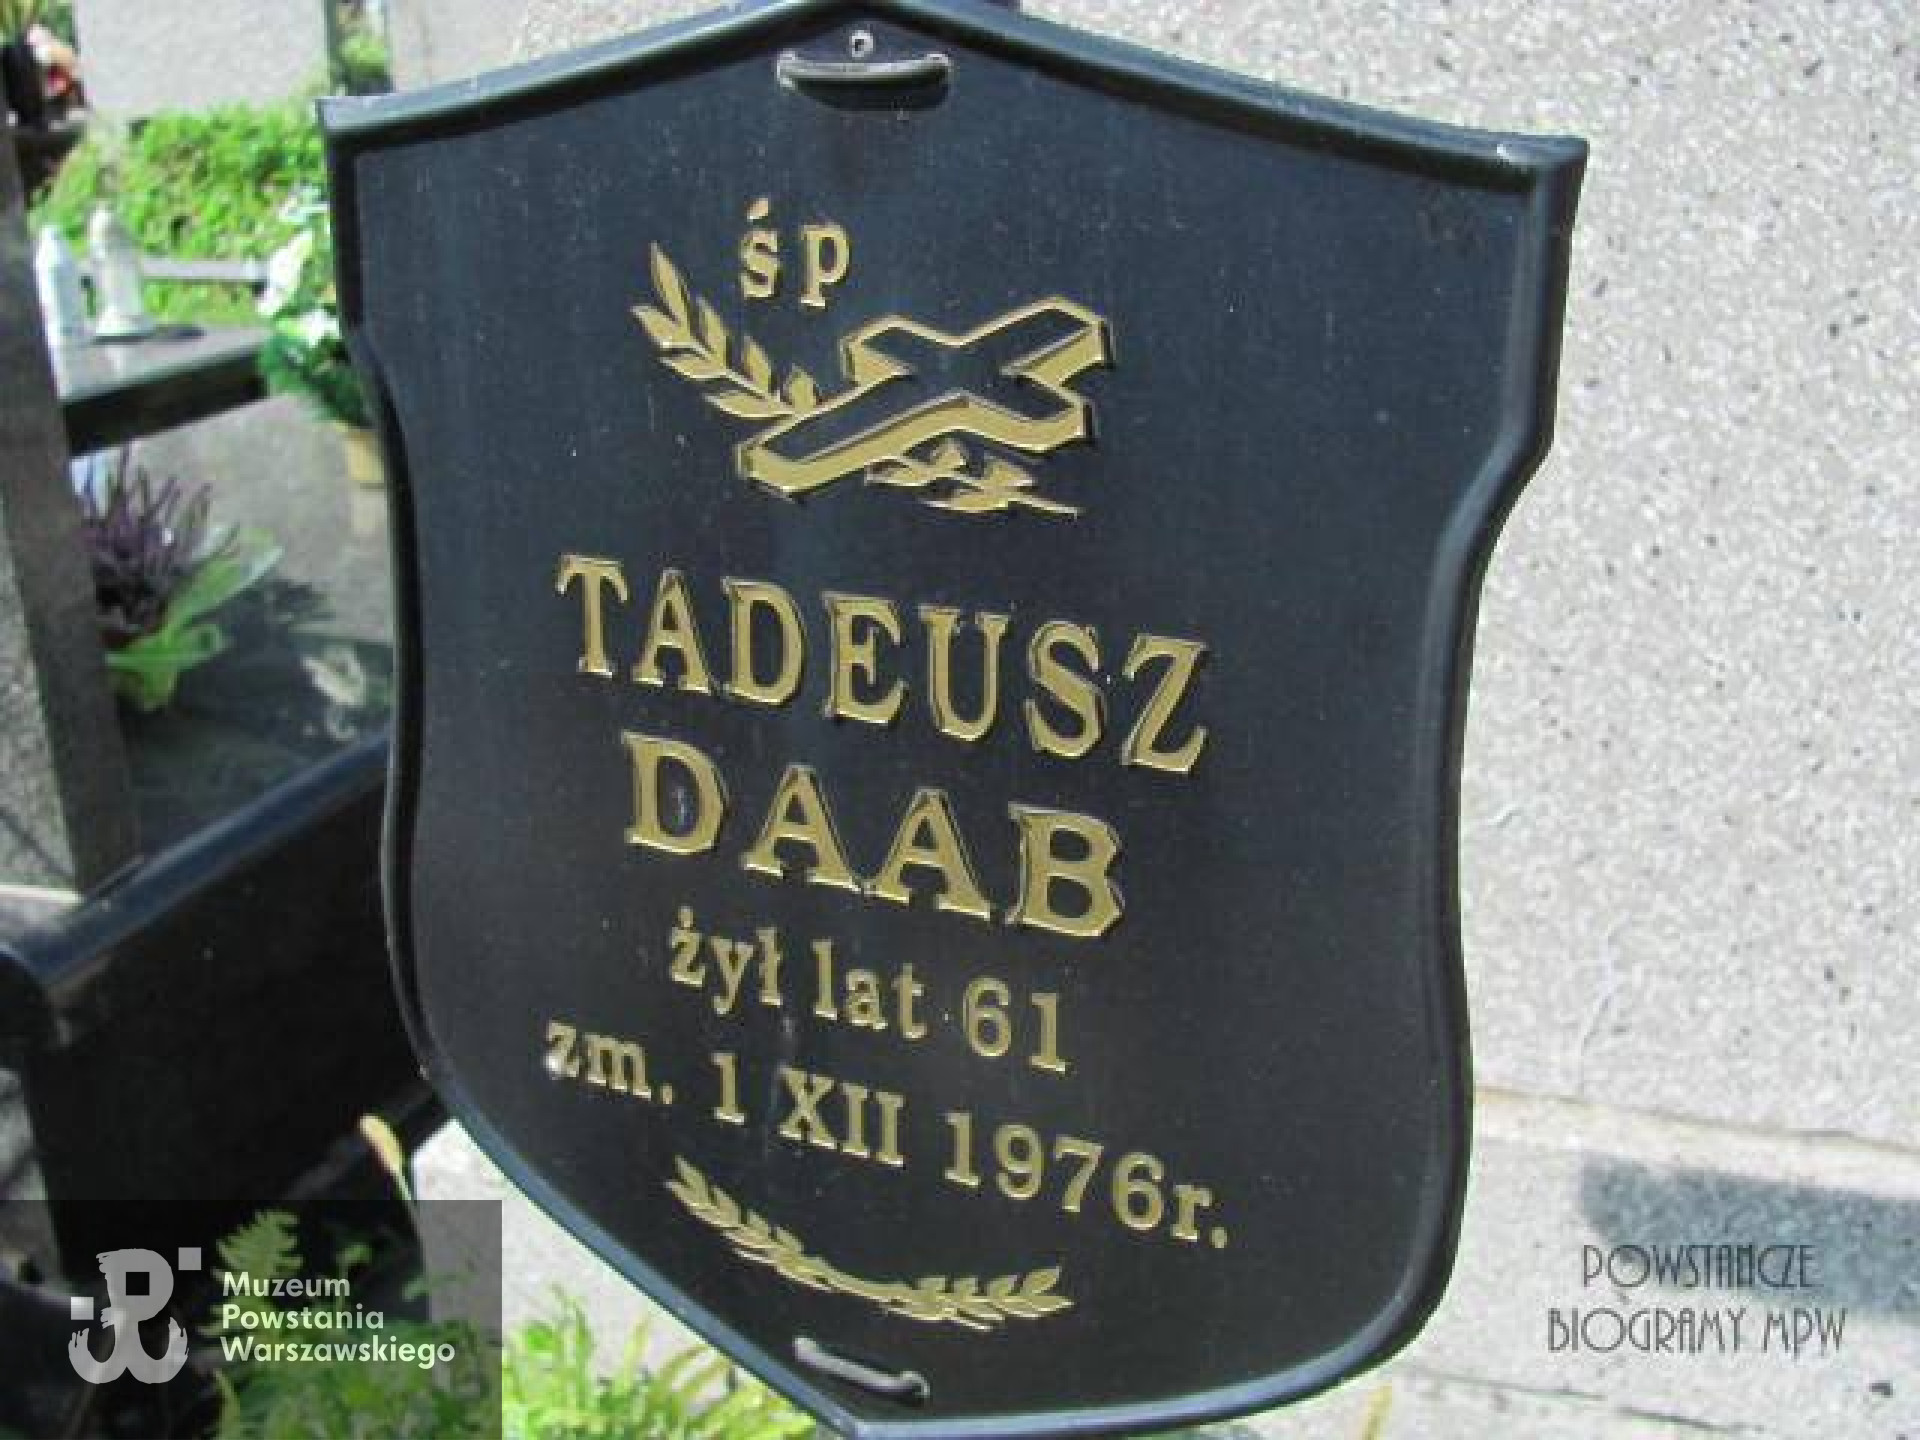 śp
TADEUSZ
DAAB
żył lat 61
zm. 1 XII 1976r.
Muzeum
Powstania
Warszawskiego
POWSTAŃCZE
BIOGRAMY MPW